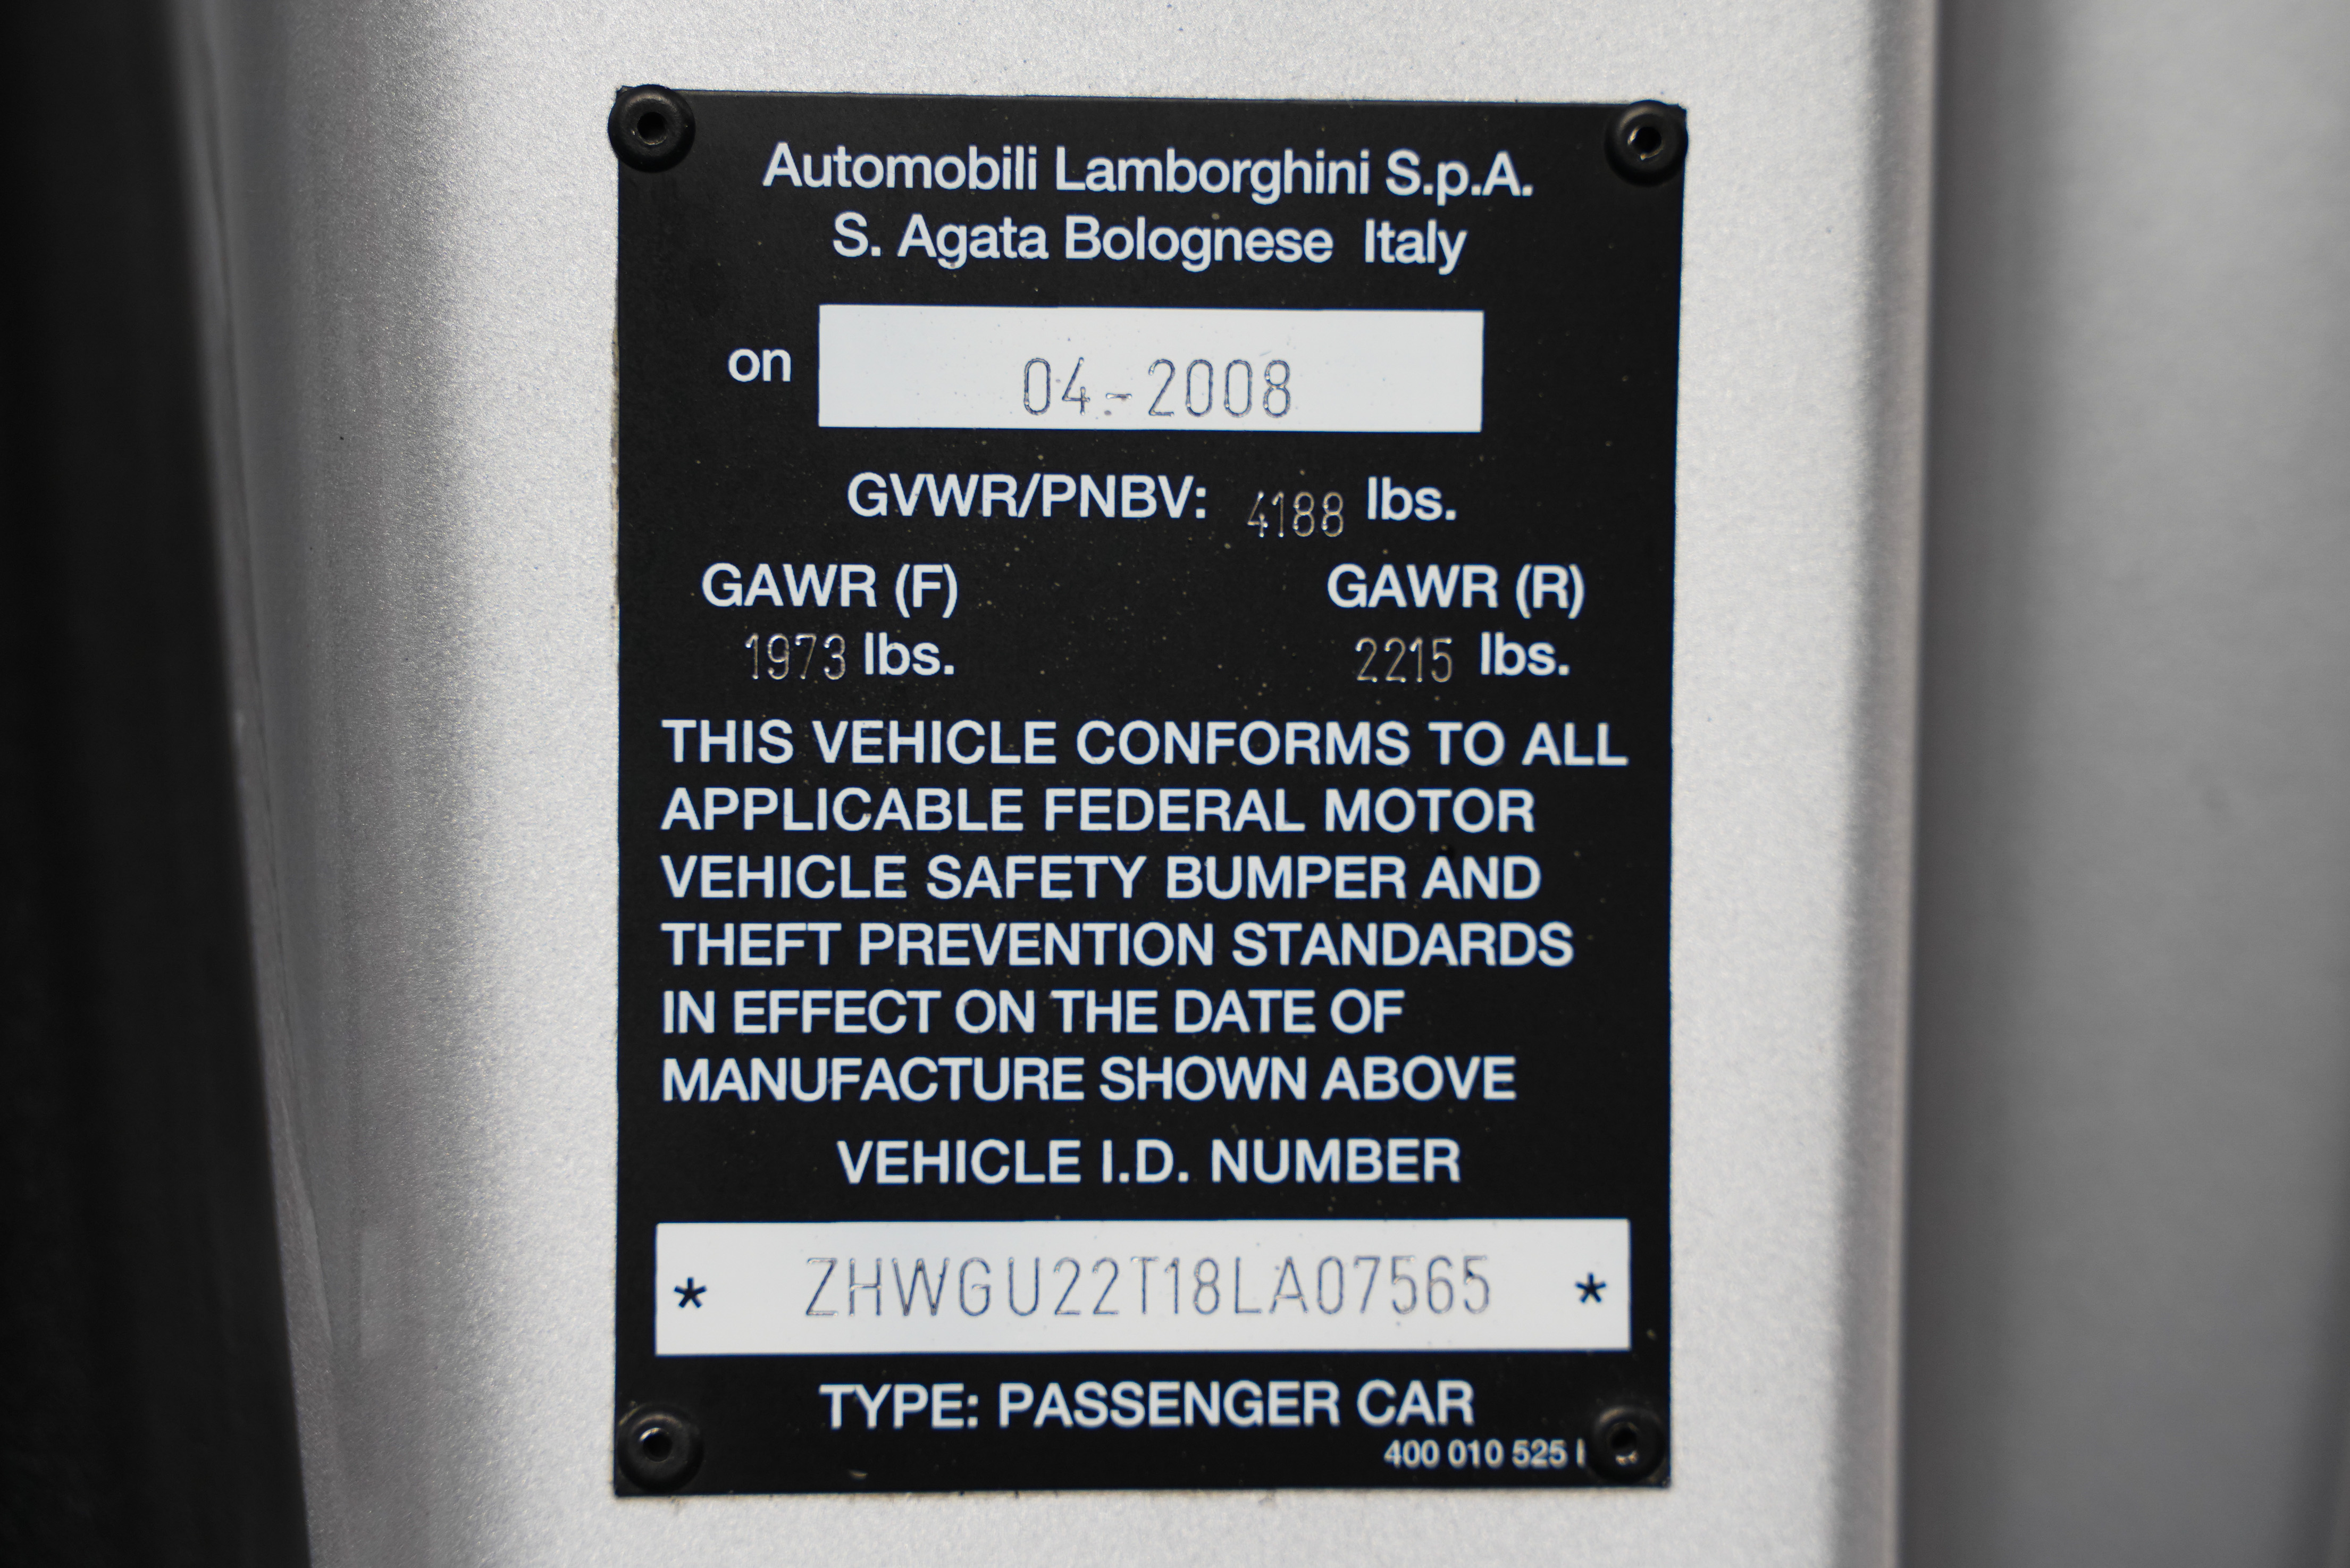 Automobili Lamborghini S.p.A.
S. Agata Bolognese Italy
on 04-2008
GVWR/PNBV: 4188 lbs.
GAWR (F) GAWR (R)
1973 lbs. 2215 lbs.
THIS VEHICLE CONFORMS TO ALL
APPLICABLE FEDERAL MOTOR
VEHICLE SAFETY BUMPER AND
THEFT PREVENTION STANDARDS
IN EFFECT ON THE DATE OF
MANUFACTURE SHOWN ABOVE
VEHICLE I.D. NUMBER
* ZHWGU22T18LA07565 *
TYPE: PASSENGER CAR
400 010 525